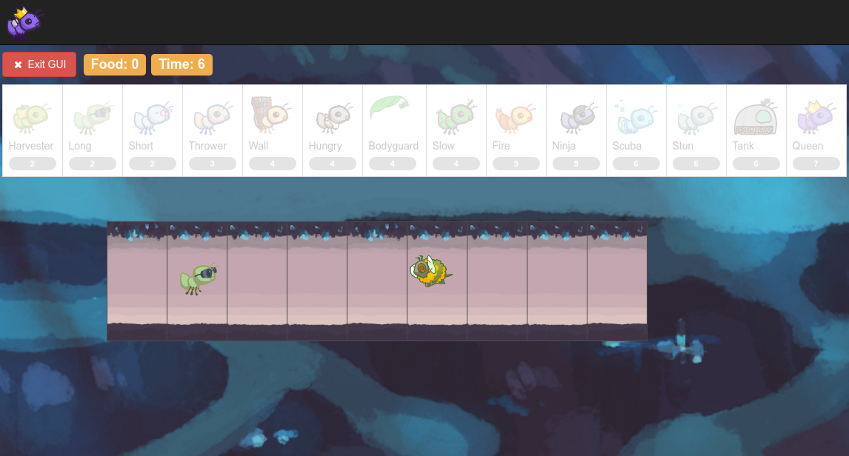 ✖ Exit GUI Food: 0 Time: 6
Harvester Long Short Thrower Wall Hungry Bodyguard Slow Fire Ninja Scuba Stun Tank Queen
2 2 2 3 4 4 4 4 5 5 6 6 6 7